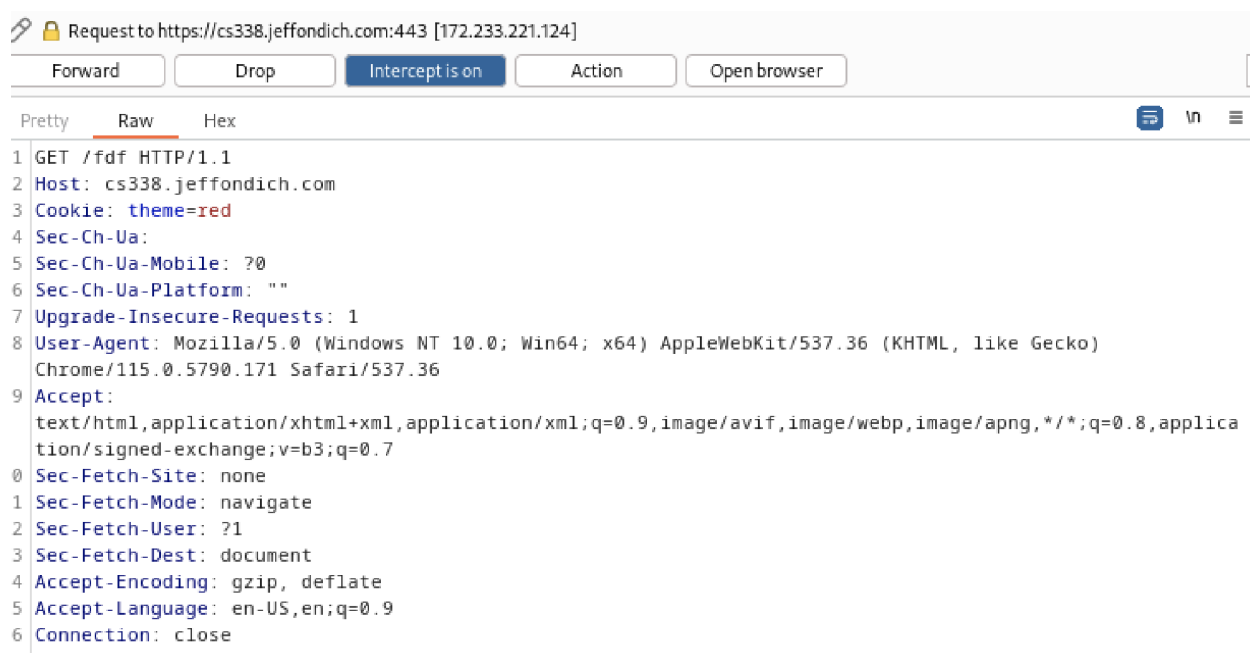 Request to https://cs338.jeffondich.com:443 [172.233.221.124]
Forward Drop Intercept is on Action Open browser
Pretty Raw Hex \n
1 GET /fdf HTTP/1.1
2 Host: cs338.jeffondich.com
3 Cookie: theme=red
4 Sec-Ch-Ua:
5 Sec-Ch-Ua-Mobile: ?0
6 Sec-Ch-Ua-Platform: ""
7 Upgrade-Insecure-Requests: 1
8 User-Agent: Mozilla/5.0 (Windows NT 10.0; Win64; x64) AppleWebKit/537.36 (KHTML, like Gecko)
Chrome/115.0.5790.171 Safari/537.36
9 Accept:
text/html,application/xhtml+xml,application/xml;q=0.9,image/avif,image/webp,image/apng,*/*;q=0.8,applica
tion/signed-exchange;v=b3;q=0.7
0 Sec-Fetch-Site: none
1 Sec-Fetch-Mode: navigate
2 Sec-Fetch-User: ?1
3 Sec-Fetch-Dest: document
4 Accept-Encoding: gzip, deflate
5 Accept-Language: en-US,en;q=0.9
6 Connection: close